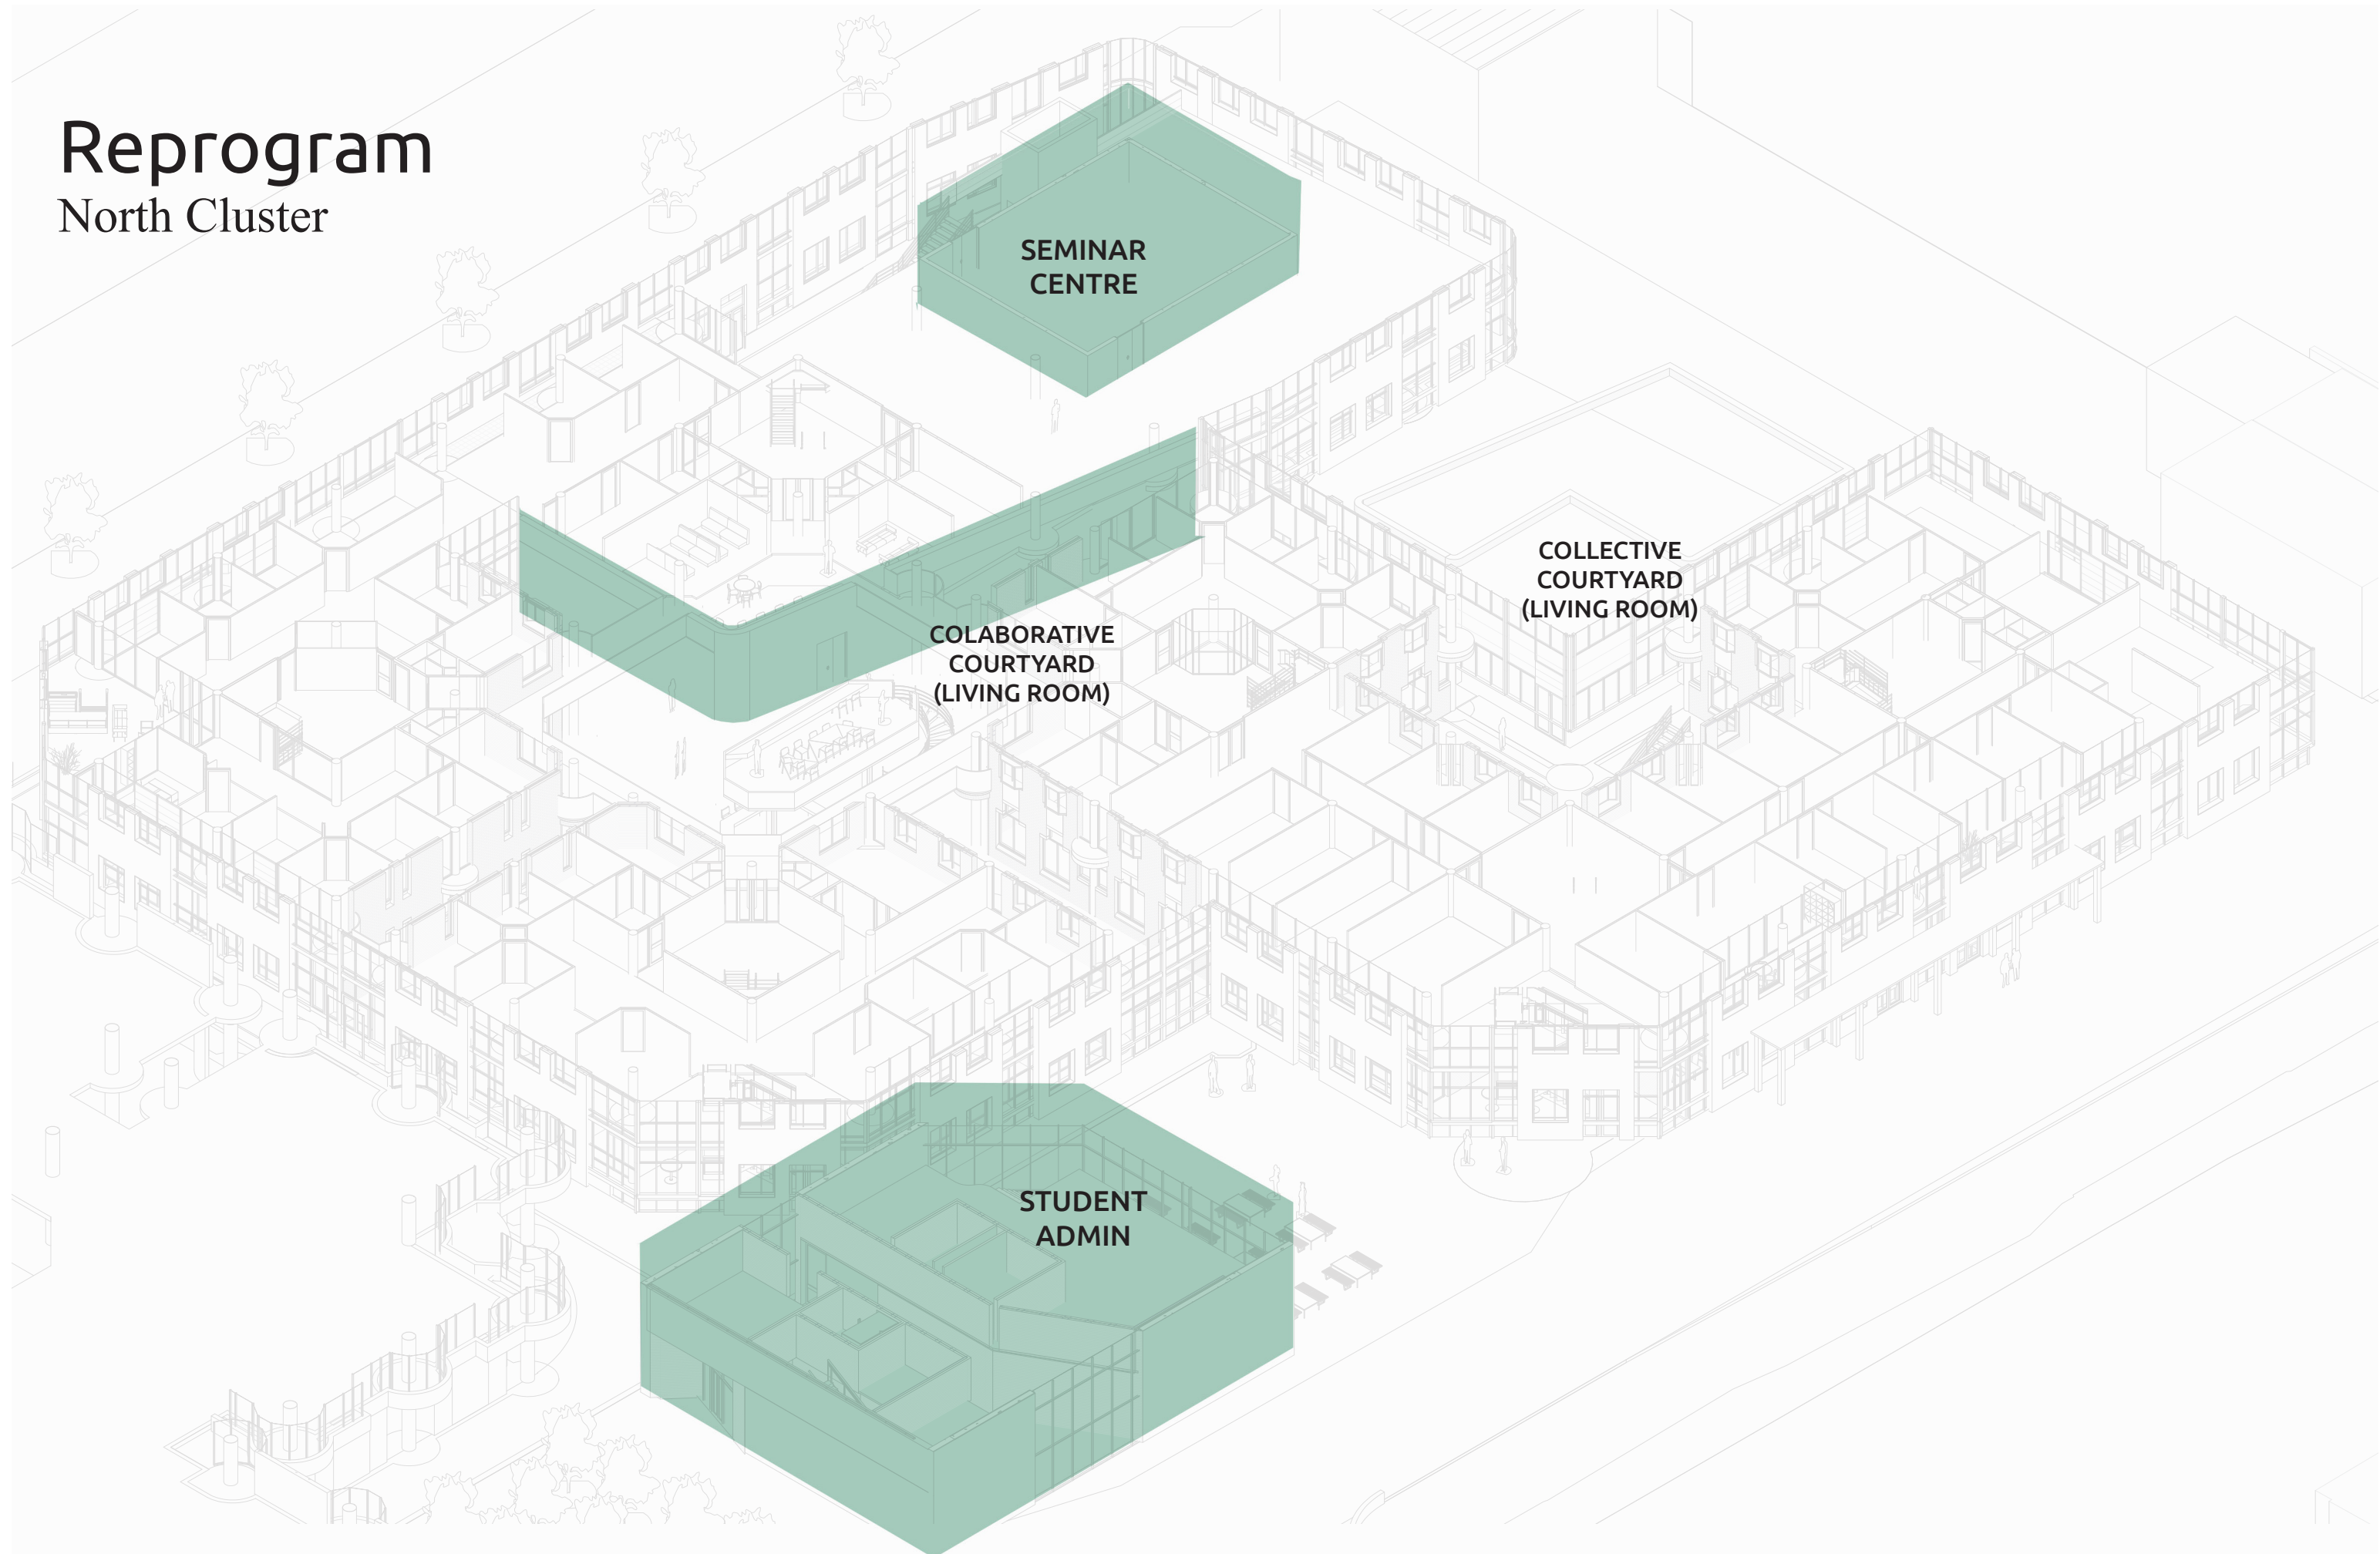 Reprogram
North Cluster
SEMINAR
CENTRE
COLLECTIVE
COURTYARD
(LIVING ROOM)
COLABORATIVE
COURTYARD
(LIVING ROOM)
STUDENT
ADMIN